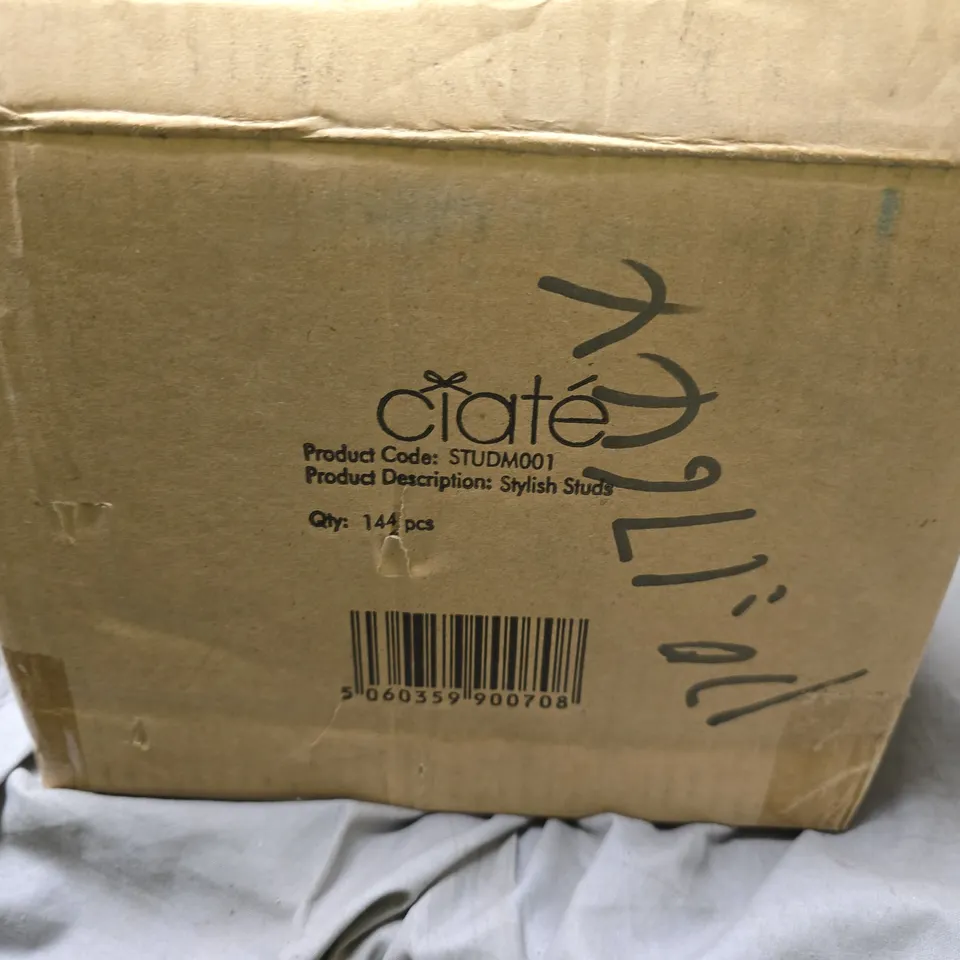 ciaté
Product Code: STUDM001
Product Description: Stylish Studs
Qty: 144 pcs
5 060359 900708